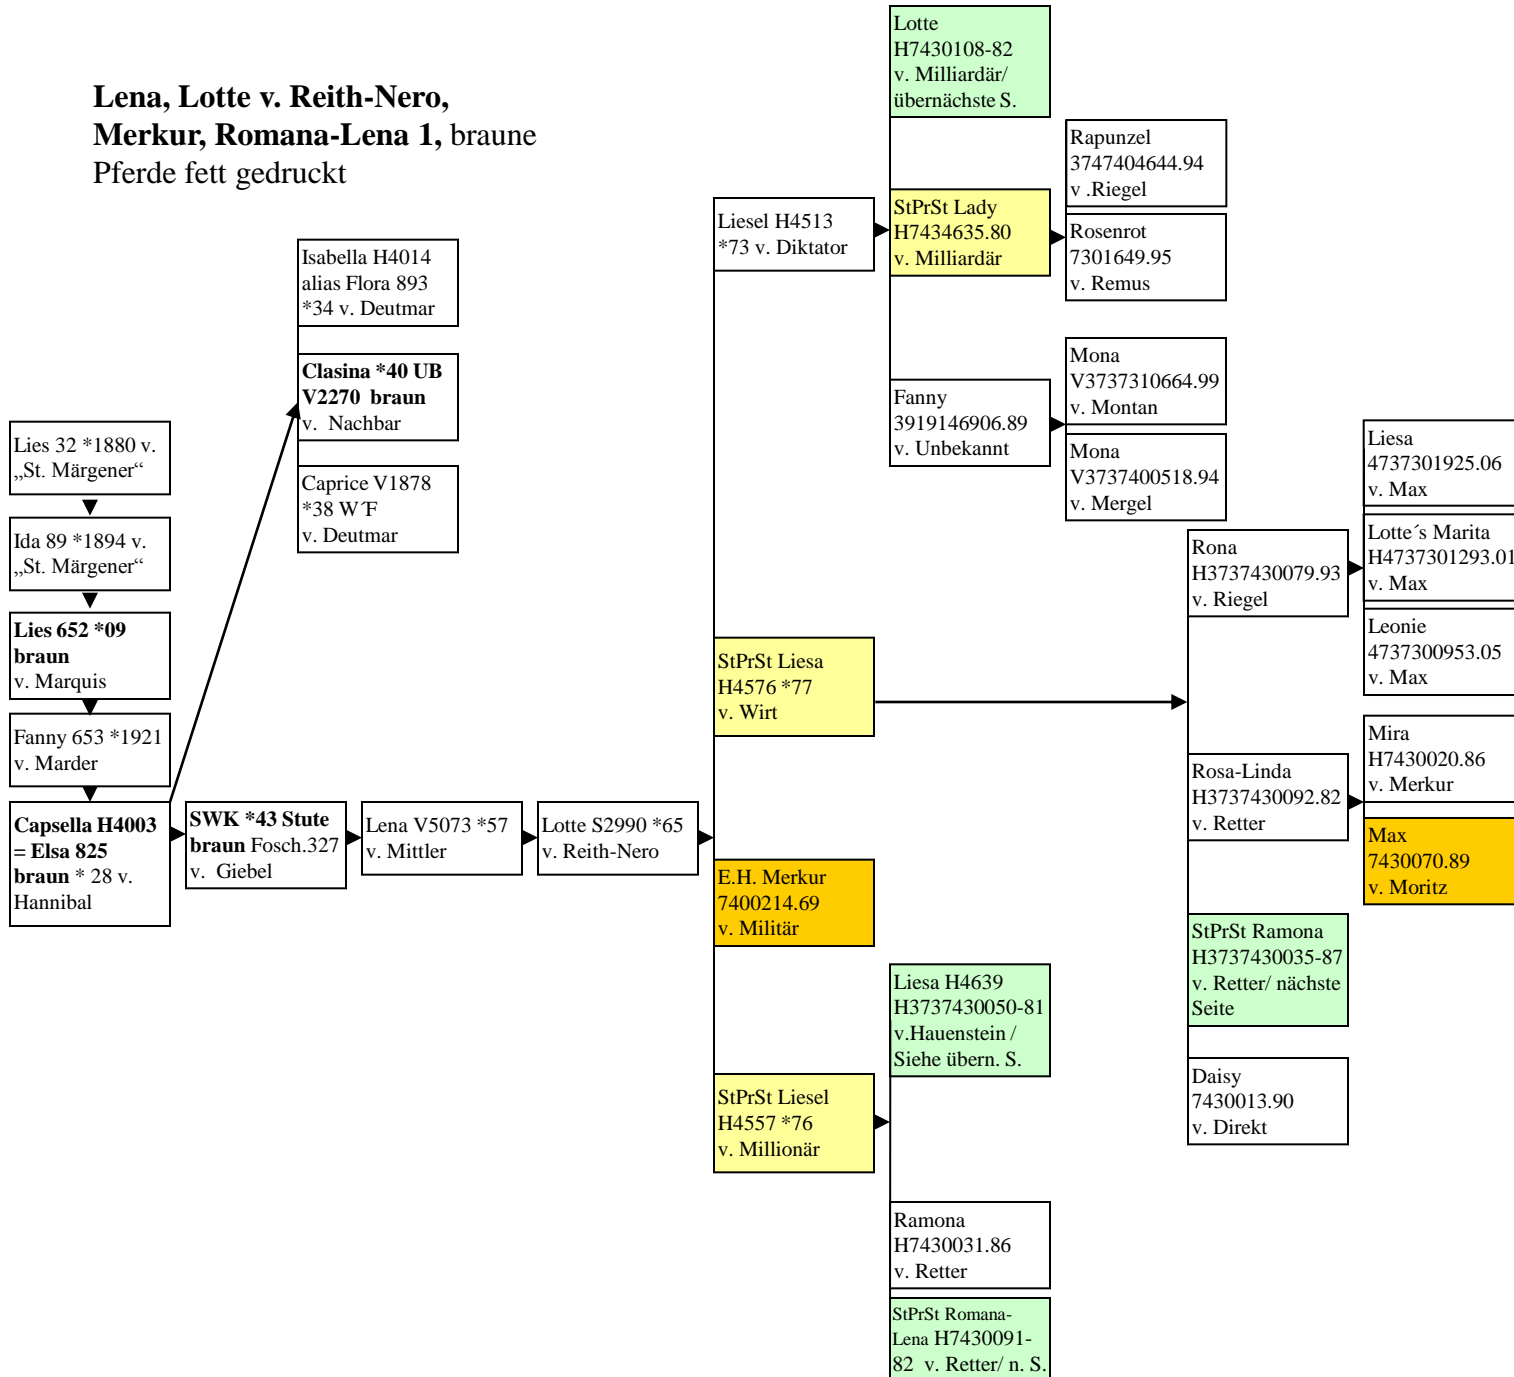 Lena, Lotte v. Reith-Nero,
Merkur, Romana-Lena 1, braune
Pferde fett gedruckt
Lies 32 *1880 v.
„St. Märgener“
Ida 89 *1894 v.
„St. Märgener“
Lies 652 *09
braun
v. Marquis
Fanny 653 *1921
v. Marder
Capsella H4003
= Elsa 825
braun * 28 v.
Hannibal
Isabella H4014
alias Flora 893
*34 v. Deutmar
Clasina *40 UB
V2270 braun
v. Nachbar
Caprice V1878
*38 W´F
v. Deutmar
SWK *43 Stute
braun Fosch.327
v. Giebel
Lena V5073 *57
v. Mittler
Lotte S2990 *65
v. Reith-Nero
Liesel H4513
*73 v. Diktator
StPrSt Liesa
H4576 *77
v. Wirt
E.H. Merkur
7400214.69
v. Militär
StPrSt Liesel
H4557 *76
v. Millionär
Lotte
H7430108-82
v. Milliardär/
übernächste S.
StPrSt Lady
H7434635.80
v. Milliardär
Fanny
3919146906.89
v. Unbekannt
Liesa H4639
H3737430050-81
v.Hauenstein /
Siehe übern. S.
Ramona
H7430031.86
v. Retter
StPrSt Romana-
Lena H7430091-
82 v. Retter/ n. S.
Rapunzel
3747404644.94
v .Riegel
Rosenrot
7301649.95
v. Remus
Mona
V3737310664.99
v. Montan
Mona
V3737400518.94
v. Mergel
Rona
H3737430079.93
v. Riegel
Rosa-Linda
H3737430092.82
v. Retter
StPrSt Ramona
H3737430035-87
v. Retter/ nächste
Seite
Daisy
7430013.90
v. Direkt
Liesa
4737301925.06
v. Max
Lotte´s Marita
H4737301293.01
v. Max
Leonie
4737300953.05
v. Max
Mira
H7430020.86
v. Merkur
Max
7430070.89
v. Moritz